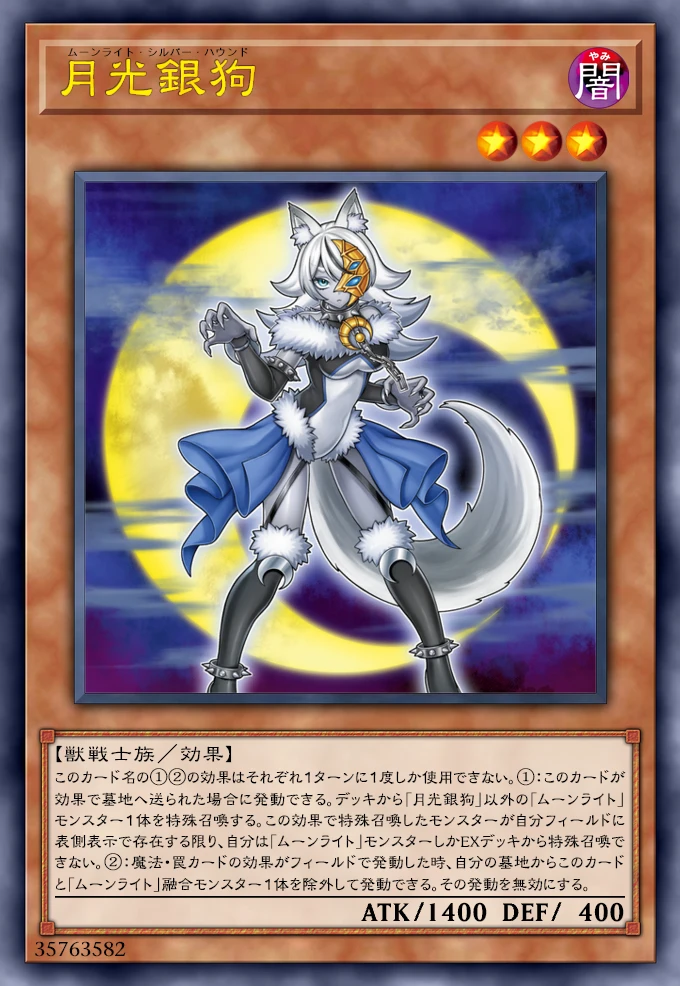 ムーンライト・シルバー・ハウンド
月光銀狗
やみ
闇
【獣戦士族／効果】
このカード名の①②の効果はそれぞれ1ターンに1度しか使用できない。①：このカードが
効果で墓地へ送られた場合に発動できる。デッキから「月光銀狗」以外の「ムーンライト」
モンスター1体を特殊召喚する。この効果で特殊召喚したモンスターが自分フィールドに
表側表示で存在する限り、自分は「ムーンライト」モンスターしかEXデッキから特殊召喚で
きない。②：魔法・罠カードの効果がフィールドで発動した時、自分の墓地からこのカード
と「ムーンライト」融合モンスター1体を除外して発動できる。その発動を無効にする。
ATK/1400 DEF/ 400
35763582